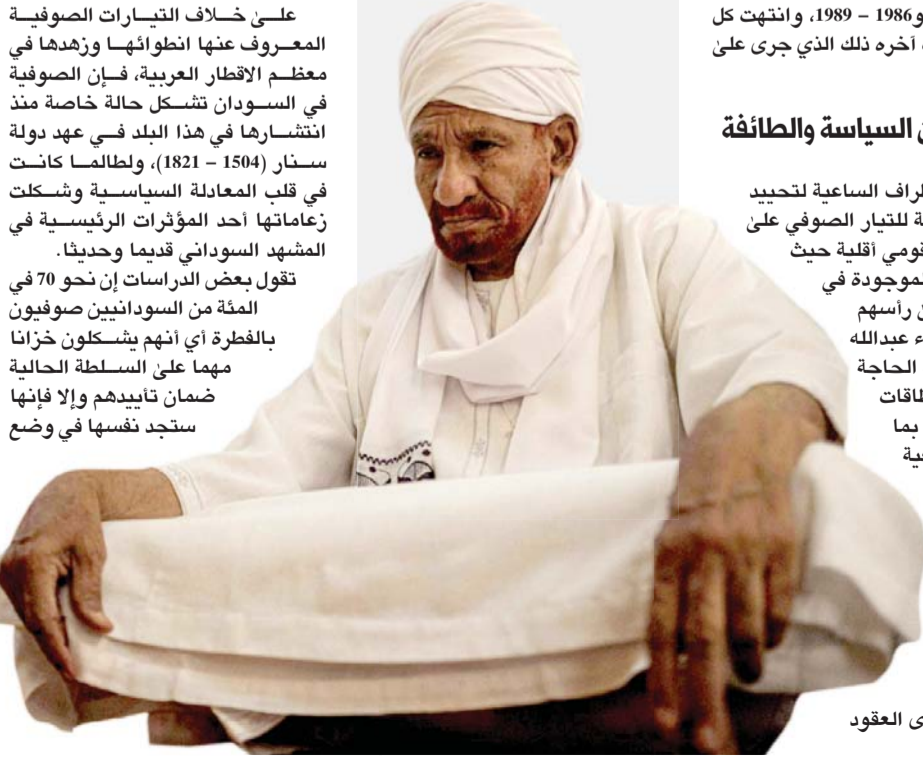 و1986 – 1989، وانتهت كل
آخره ذلك الذي جرى علىٰ
السياسة والطائفة
الساعية لتحييد
للتيار الصوفي علىٰ
أقلية حيث
في
رأسهم
عبدالله
الحاجة
بما
العقود
علىٰ خلاف التيارات الصوفية
المعروف عنها انطوائها وزهدها في
معظم الاقطار العربية، فإن الصوفية
في السودان تشكل حالة خاصة منذ
انتشارها في هذا البلد في عهد دولة
سنار (1504 – 1821)، ولطالما كانت
في قلب المعادلة السياسية وشكلت
زعاماتها أحد المؤثرات الرئيسية في
المشهد السوداني قديما وحديثا.
تقول بعض الدراسات إن نحو 70 في
المئة من السودانيين صوفيون
بالفطرة أي أنهم يشكلون خزانا
مهما علىٰ السلطة الحالية
ضمان تأييدهم وإلا فإنها
ستجد نفسها في وضع